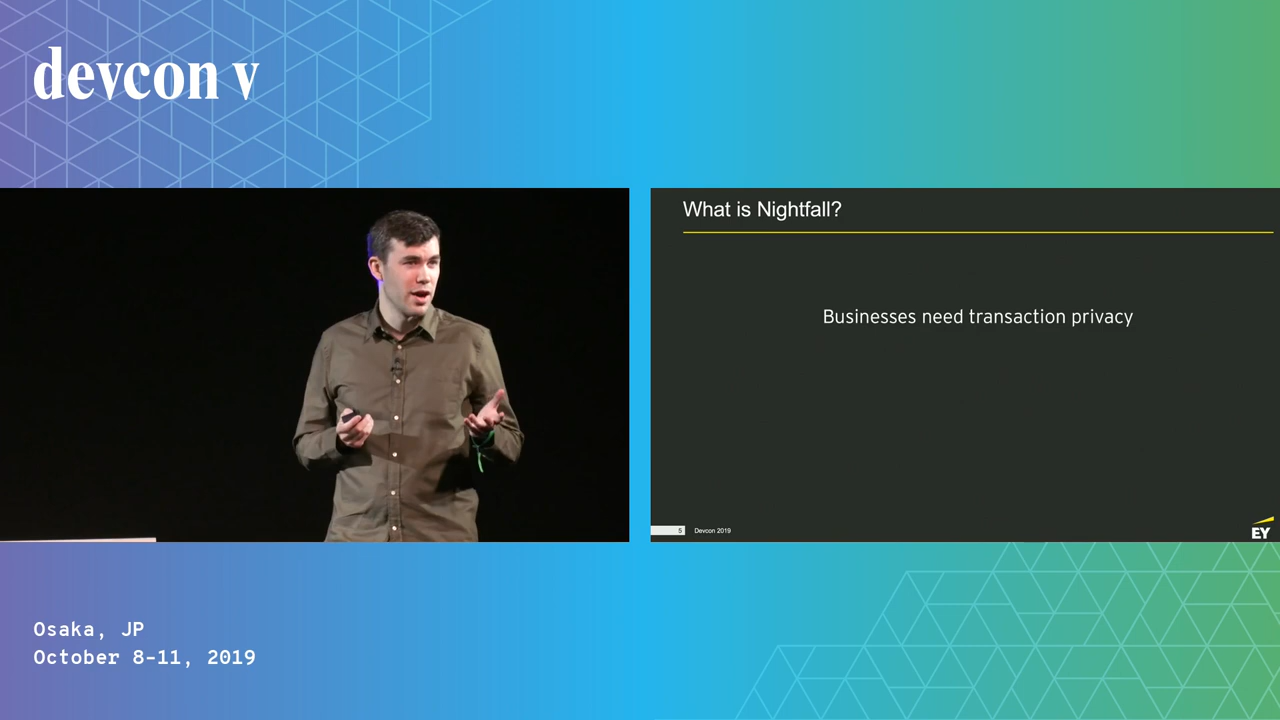 devcon v
What is Nightfall?
Businesses need transaction privacy
5
Devcon 2019
EY
Osaka, JP
October 8-11, 2019